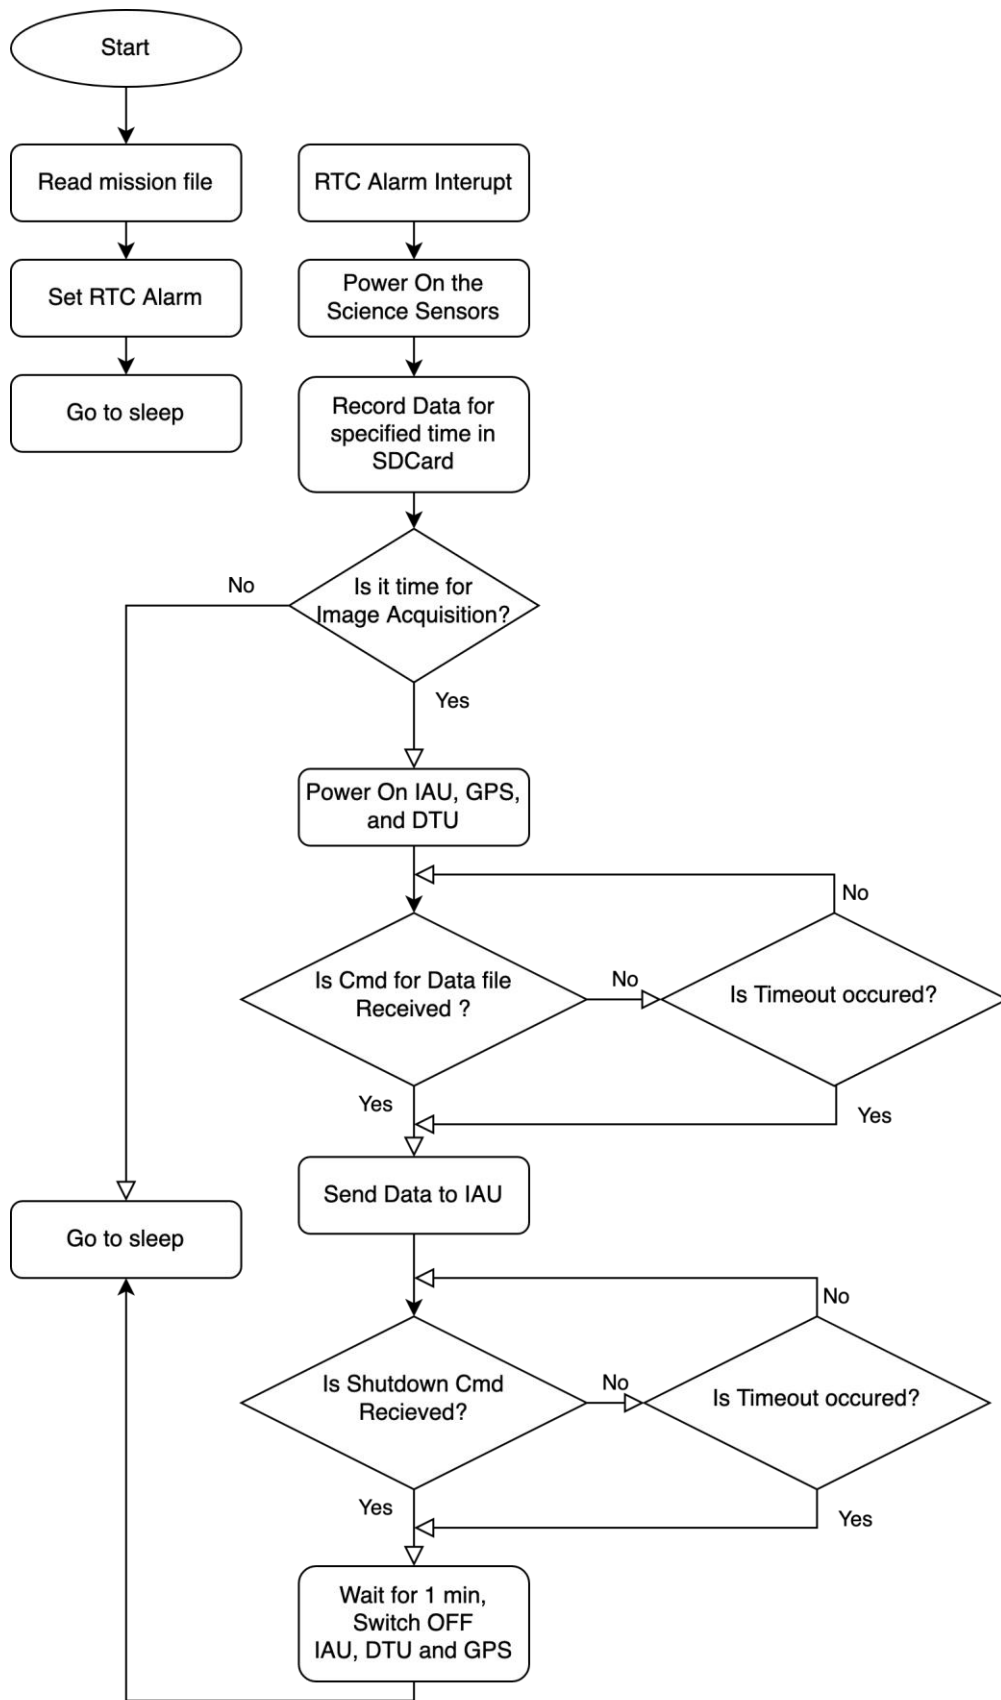 Start
Read mission file
Set RTC Alarm
Go to sleep
RTC Alarm Interupt
Power On the
Science Sensors
Record Data for
specified time in
SDCard
Is it time for
Image Acquisition?
No
Yes
Power On IAU, GPS,
and DTU
Is Cmd for Data file
Received ?
No
Is Timeout occured?
No
Yes
Yes
Send Data to IAU
Go to sleep
Is Shutdown Cmd
Recieved?
No
Is Timeout occured?
No
Yes
Yes
Wait for 1 min,
Switch OFF
IAU, DTU and GPS